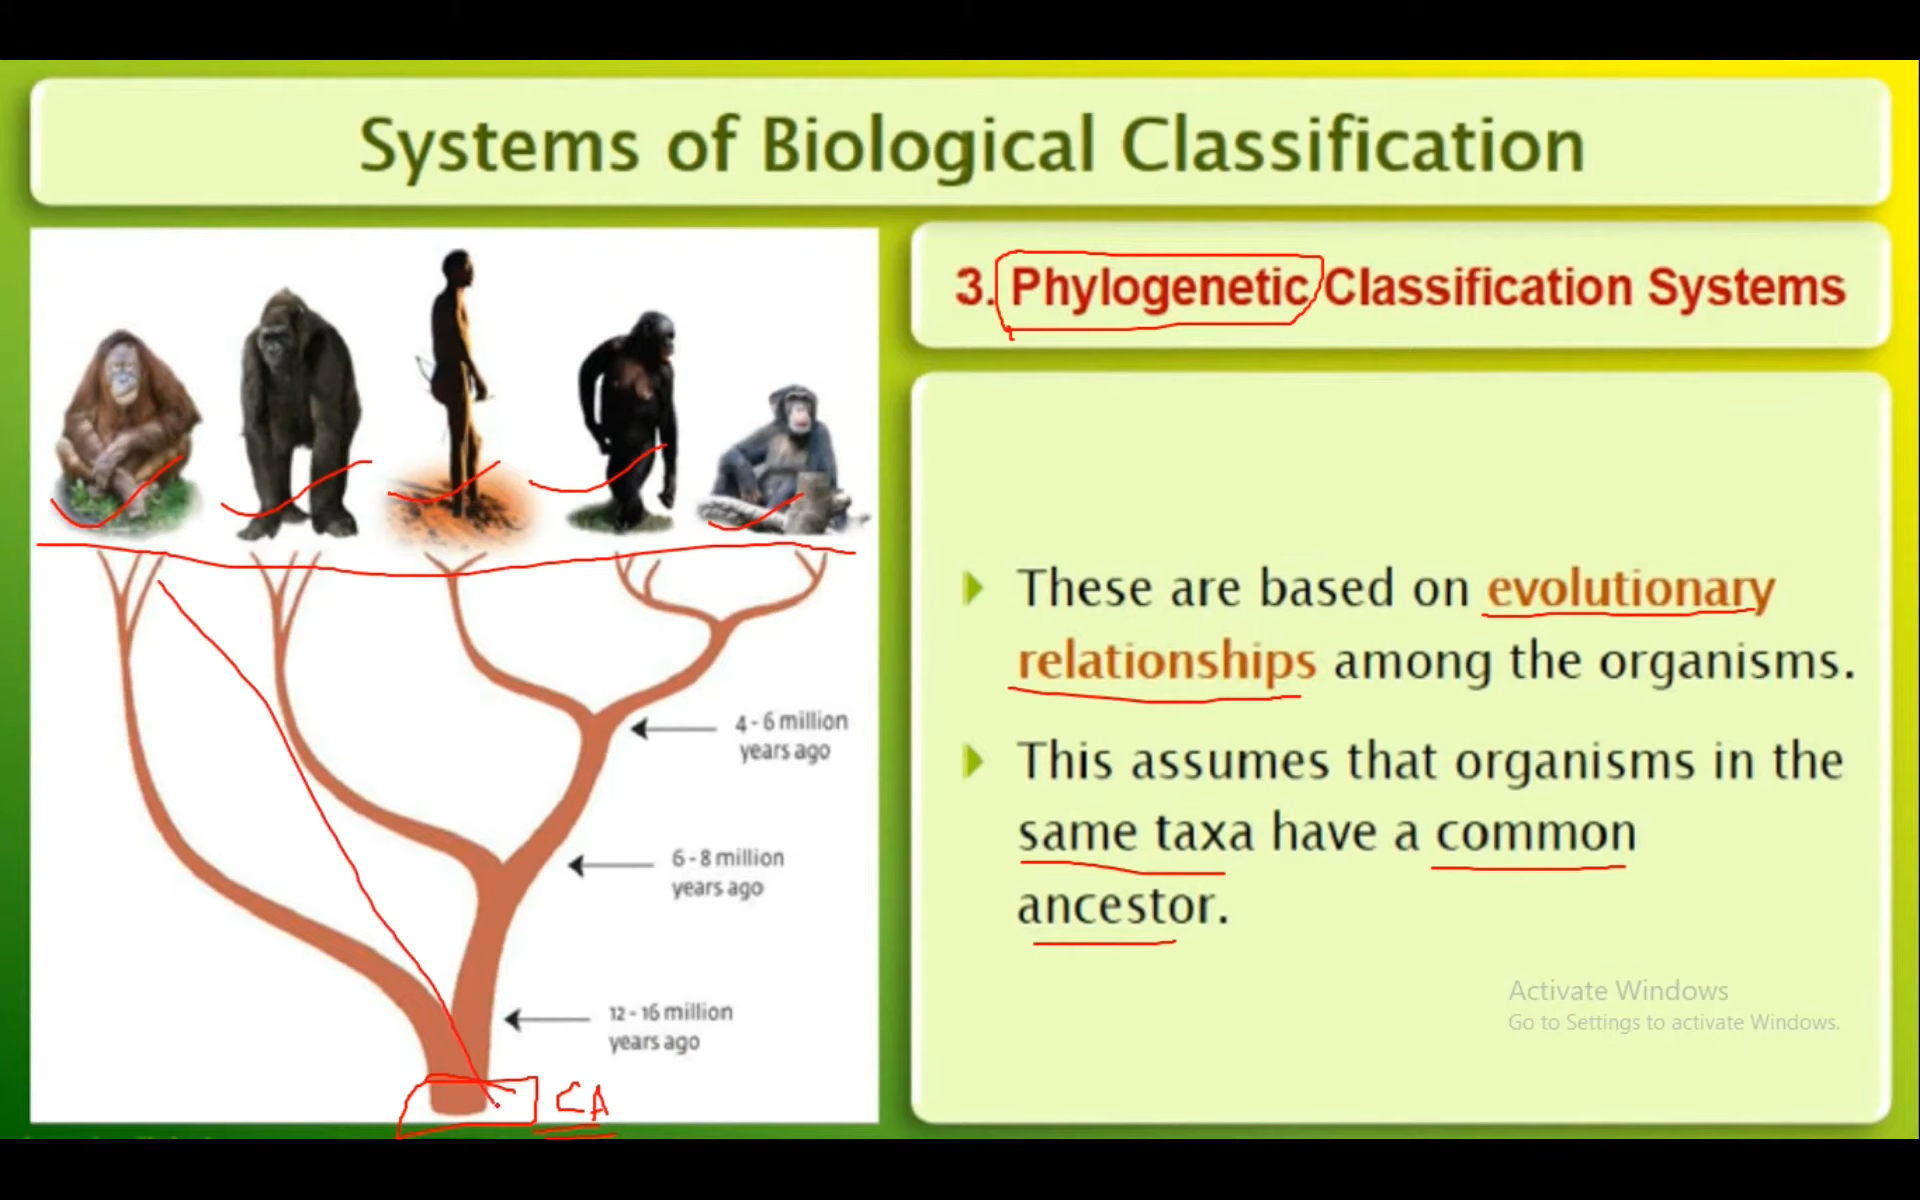 Systems of Biological Classification
3. Phylogenetic Classification Systems
These are based on evolutionary
relationships among the organisms.
This assumes that organisms in the
same taxa have a common
ancestor.
4 - 6 million
years ago
6 - 8 million
years ago
12 - 16 million
years ago
CA
Activate Windows
Go to Settings to activate Windows.